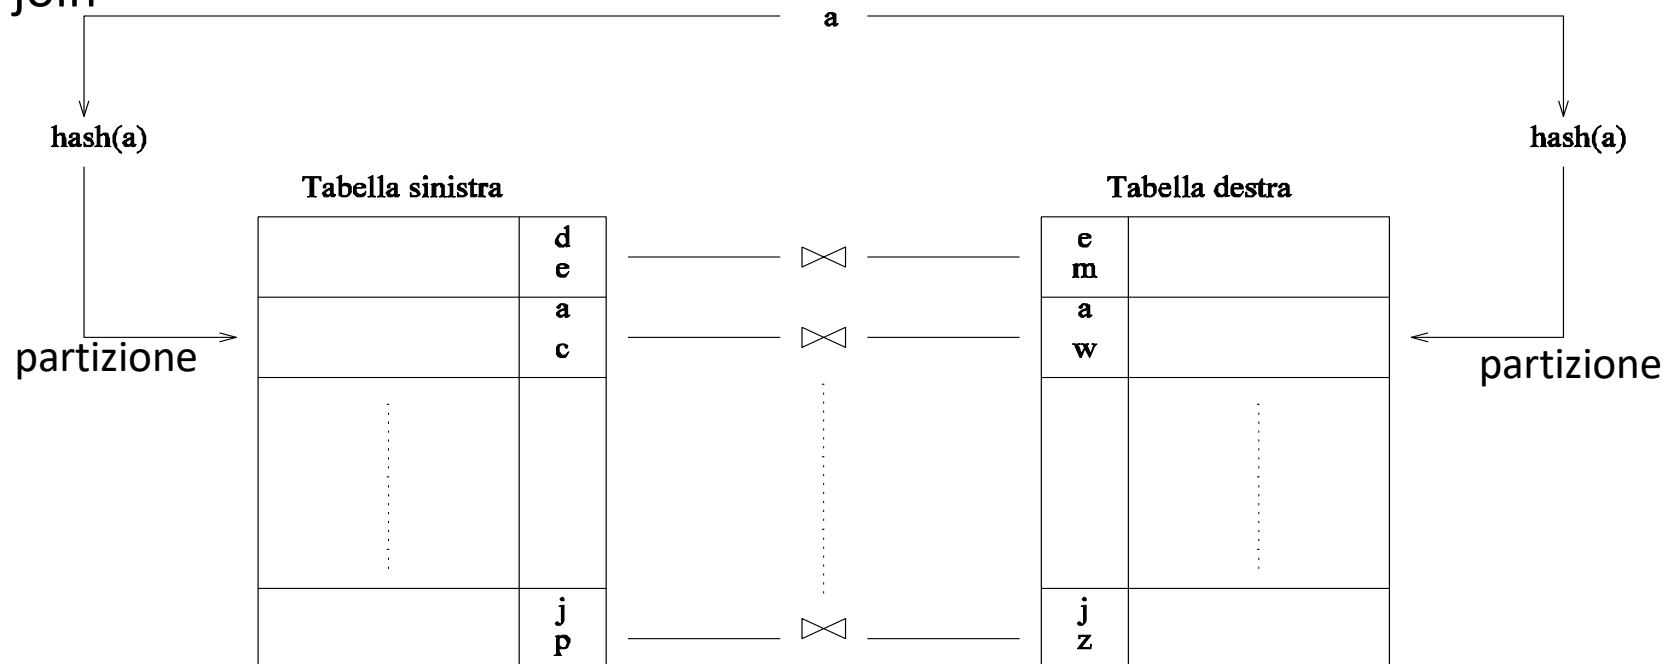 join
a
hash(a)
hash(a)
Tabella sinistra
Tabella destra
d
e
e
m
a
c
a
w
partizione
partizione
j
p
j
z